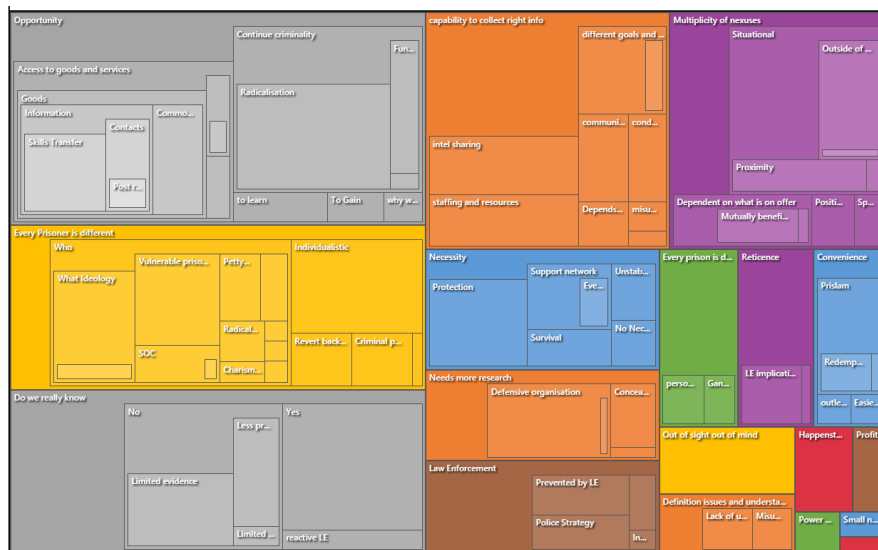 Opportunity
Continue criminality
Fun...
Access to goods and services
Radicalisation
Goods
Information
Commo...
Contacts
Skills Transfer
Post r...
to learn
To Gain
why w...
capability to collect right info
different goals and ...
communi...
cond...
intel sharing
staffing and resources
Depends...
misu...
Multiplicity of nexuses
Situational
Outside of ...
Proximity
Dependent on what is on offer
Positi...
Sp...
Mutually benefi...
Every Prisoner is different
Who
Individualistic
Vulnerable priso...
Petty...
What ideology
Radical...
Revert back...
Criminal p...
SOC
Charism...
Necessity
Support network
Unstab...
Protection
Eve...
Survival
No Nec...
Every prison is d...
perso...
Gan...
Reticence
LE implicati...
Convenience
Prislam
Redemp...
outle...
Easie...
Needs more research
Defensive organisation
Concea...
Do we really know
No
Yes
Less pr...
Limited evidence
Limited ...
reactive LE
Law Enforcement
Prevented by LE
Police Strategy
In...
Out of sight out of mind
Happenst...
Profit
Definition issues and understa...
Lack of u...
Misu...
Power ...
Small n...